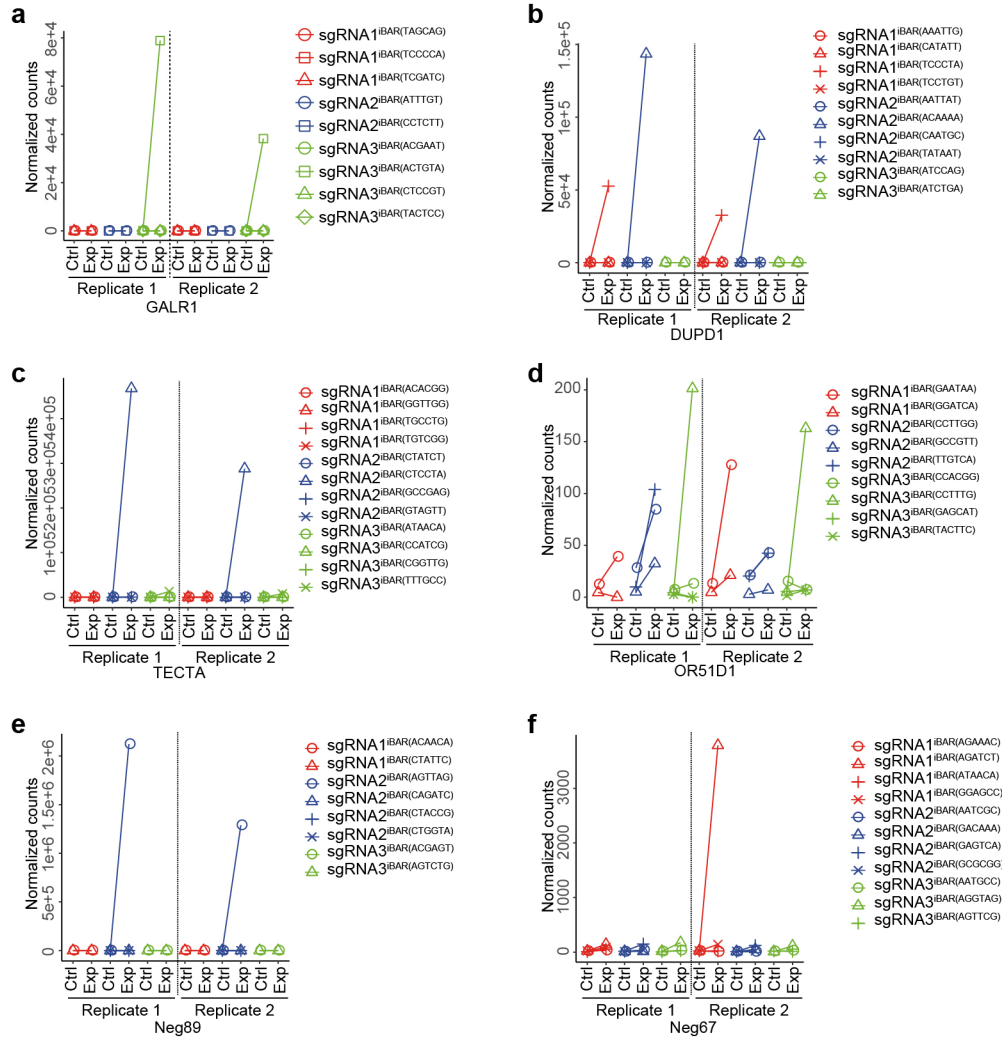 a
Normalized counts
0
2e+4
4e+4
6e+4
8e+4
Ctrl
Exp
Ctrl
Exp
Ctrl
Exp
Ctrl
Exp
Ctrl
Exp
Ctrl
Exp
Replicate 1
Replicate 2
GALR1
sgRNA1iBAR(TAGCAG)
sgRNA1iBAR(TCCCCA)
sgRNA1iBAR(TCGATC)
sgRNA2iBAR(ATTTGT)
sgRNA2iBAR(CCTCTT)
sgRNA3iBAR(ACGAAT)
sgRNA3iBAR(ACTGTA)
sgRNA3iBAR(CTCCGT)
sgRNA3iBAR(TACTCC)
b
Normalized counts
0
5e+4
1e+5
1.5e+5
Ctrl
Exp
Ctrl
Exp
Ctrl
Exp
Ctrl
Exp
Ctrl
Exp
Ctrl
Exp
Replicate 1
Replicate 2
DUPD1
sgRNA1iBAR(AAATTG)
sgRNA1iBAR(CATATT)
sgRNA1iBAR(TCCCTA)
sgRNA1iBAR(TCCTGT)
sgRNA2iBAR(AATTAT)
sgRNA2iBAR(ACAAAA)
sgRNA2iBAR(CAATGC)
sgRNA2iBAR(TATAAT)
sgRNA3iBAR(ATCCAG)
sgRNA3iBAR(ATCTGA)
c
Normalized counts
0
1e+052e+053e+054e+05
Ctrl
Exp
Ctrl
Exp
Ctrl
Exp
Ctrl
Exp
Ctrl
Exp
Ctrl
Exp
Replicate 1
Replicate 2
TECTA
sgRNA1iBAR(ACACGG)
sgRNA1iBAR(GGTTGG)
sgRNA1iBAR(TGCCTG)
sgRNA1iBAR(TGTCGG)
sgRNA2iBAR(CTATCT)
sgRNA2iBAR(CTCCTA)
sgRNA2iBAR(GCCGAG)
sgRNA2iBAR(GTAGTT)
sgRNA3iBAR(ATAACA)
sgRNA3iBAR(CCATCG)
sgRNA3iBAR(CGGTTG)
sgRNA3iBAR(TTTGCC)
d
Normalized counts
0
50
100
150
200
Ctrl
Exp
Ctrl
Exp
Ctrl
Exp
Ctrl
Exp
Ctrl
Exp
Ctrl
Exp
Replicate 1
Replicate 2
OR51D1
sgRNA1iBAR(GAATAA)
sgRNA1iBAR(GGATCA)
sgRNA2iBAR(CCTTGG)
sgRNA2iBAR(GCCGTT)
sgRNA2iBAR(TTGTCA)
sgRNA3iBAR(CCACGG)
sgRNA3iBAR(CCTTTG)
sgRNA3iBAR(GAGCAT)
sgRNA3iBAR(TACTTC)
e
Normalized counts
0
5e+5
1e+6
1.5e+6
2e+6
Ctrl
Exp
Ctrl
Exp
Ctrl
Exp
Ctrl
Exp
Ctrl
Exp
Ctrl
Exp
Replicate 1
Replicate 2
Neg89
sgRNA1iBAR(ACAACA)
sgRNA1iBAR(CTATTC)
sgRNA2iBAR(AGTTAG)
sgRNA2iBAR(CAGATC)
sgRNA2iBAR(CTACCG)
sgRNA2iBAR(CTGGTA)
sgRNA3iBAR(ACGAGT)
sgRNA3iBAR(AGTCTG)
f
Normalized counts
0
1000
2000
3000
Ctrl
Exp
Ctrl
Exp
Ctrl
Exp
Ctrl
Exp
Ctrl
Exp
Ctrl
Exp
Replicate 1
Replicate 2
Neg67
sgRNA1iBAR(AGAAAC)
sgRNA1iBAR(AGATCT)
sgRNA1iBAR(ATAACA)
sgRNA1iBAR(GGAGCC)
sgRNA2iBAR(AATCGC)
sgRNA2iBAR(GACAAA)
sgRNA2iBAR(GAGTCA)
sgRNA2iBAR(GCGCGG)
sgRNA3iBAR(AATGCC)
sgRNA3iBAR(AGGTAG)
sgRNA3iBAR(AGTTCG)